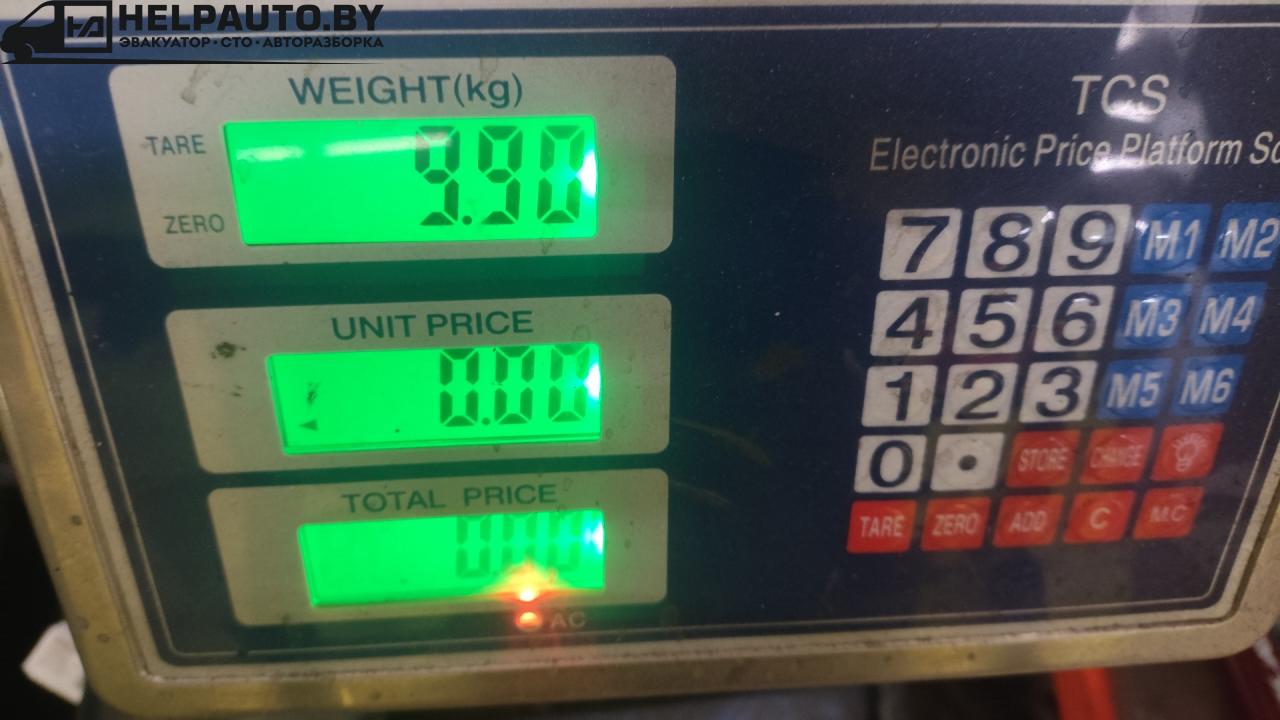 HELPAUTO.BY
ЭВАКУАТОР · СТО · АВТОРАЗБОРКА
WEIGHT(kg)
TARE
9.90
ZERO
UNIT PRICE
0.00
TOTAL PRICE
AC
TCS
Electronic Price Platform
7 8 9 M1 M2
4 5 6 M3 M4
1 2 3 M5 M6
0 . STORE CHANGE
TARE ZERO ADD C MC